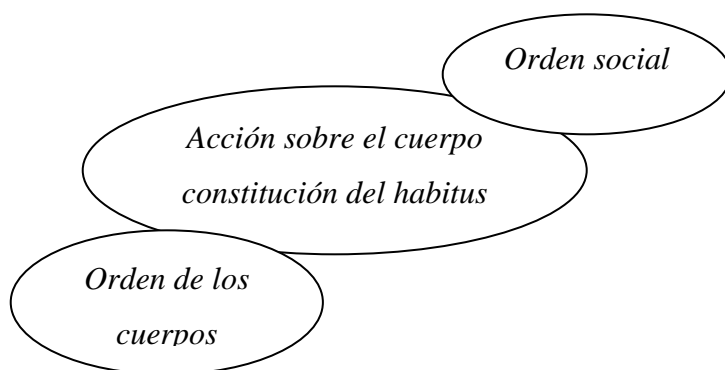 Orden social
Acción sobre el cuerpo
constitución del habitus
Orden de los
cuerpos